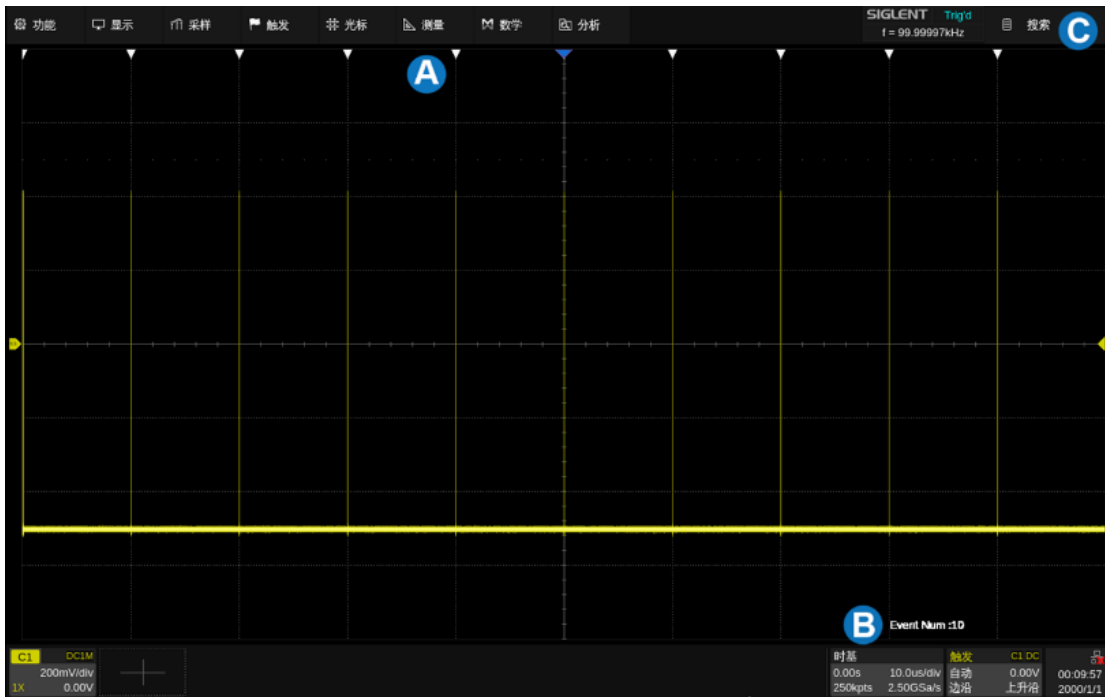 功能 显示 采样 触发 光标 测量 数学 分析
SIGLENT Trig'd
f = 99.99997kHz
搜索
C
A
B
Event Num :10
C1 DC1M
200mV/div
1X 0.00V
时基
0.00s 10.0us/div
250kpts 2.50GSa/s
触发 C1 DC
自动 0.00V
边沿 上升沿
00:09:57
2000/1/1